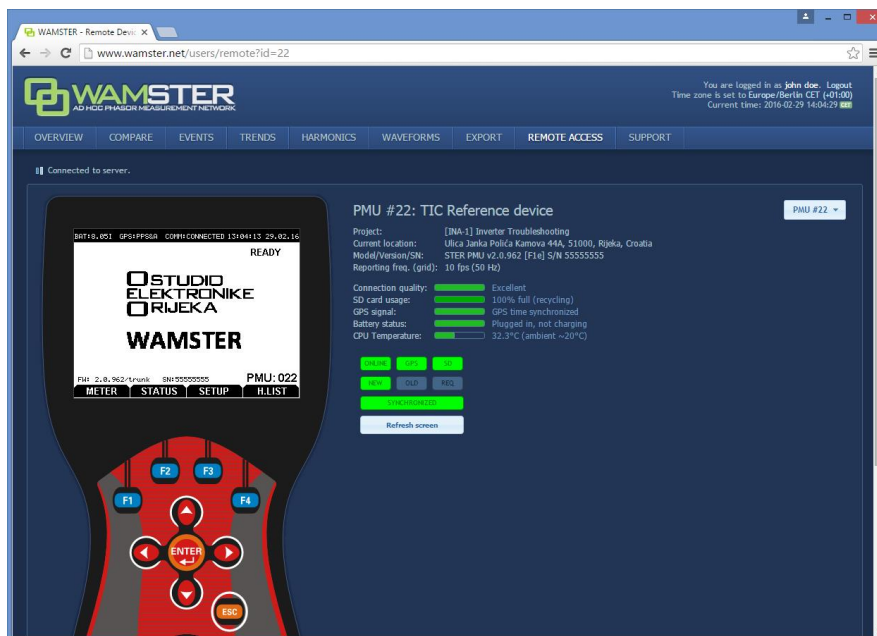 WAMSTER - Remote Devic
www.wamster.net/users/remote?id=22
WAMSTER
AD HOC PHASOR MEASUREMENT NETWORK
You are logged in as john doe. Logout
Time zone is set to Europe/Berlin CET (+01:00)
Current time: 2016-02-29 14:04:29 CET
OVERVIEW COMPARE EVENTS TRENDS HARMONICS WAVEFORMS EXPORT REMOTE ACCESS SUPPORT
Connected to server.
PMU #22: TIC Reference device
PMU #22
Project: [INA-1] Inverter Troubleshooting
Current location: Ulica Janka Polića Kamova 44A, 51000, Rijeka, Croatia
Model/Version/SN: STER PMU v2.0.962 [F1e] S/N 55555555
Reporting freq. (grid): 10 fps (50 Hz)
Connection quality: Excellent
SD card usage: 100% full (recycling)
GPS signal: GPS time synchronized
Battery status: Plugged in, not charging
CPU Temperature: 32.3°C (ambient ~20°C)
ONLINE GPS SD
NEW OLD REQ
SYNCHRONIZED
Refresh screen
BAT:8.05I GPS:PPS&A COMM:CONNECTED 13:04:13 29.02.16
READY
STUDIO
ELEKTRONIKE
RIJEKA
WAMSTER
FW: 2.0.962/trunk SN:55555555 PMU:022
METER STATUS SETUP H.LIST
F1 F2 F3 F4
ENTER
ESC